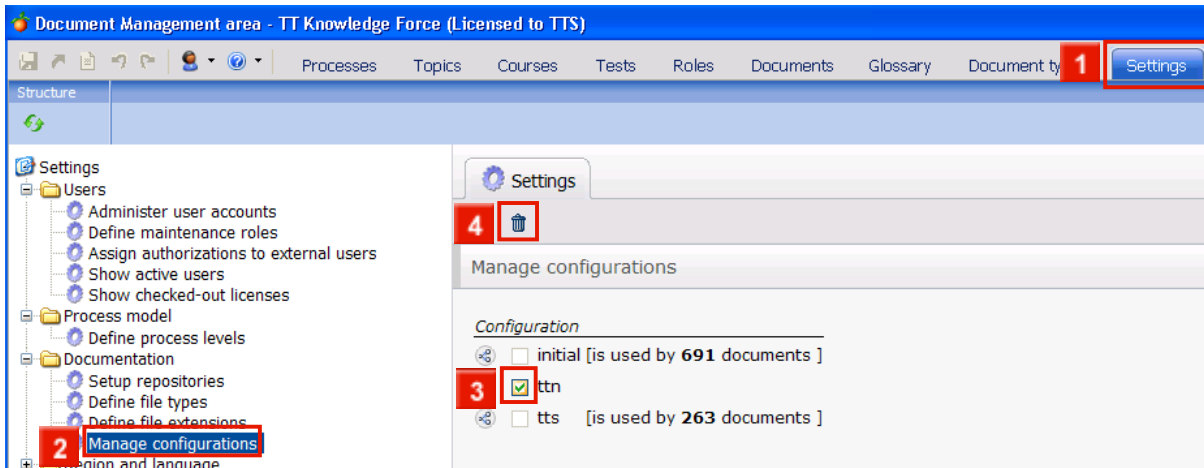 Document Management area - TT Knowledge Force (Licensed to TTS)
Processes Topics Courses Tests Roles Documents Glossary Document ty 1 Settings
Structure
Settings
Users
Administer user accounts
Define maintenance roles
Assign authorizations to external users
Show active users
Show checked-out licenses
Process model
Define process levels
Documentation
Setup repositories
Define file types
Define file extensions
2 Manage configurations
egion and language
Settings
4
Manage configurations
Configuration
initial [is used by 691 documents ]
3 ttn
tts [is used by 263 documents ]